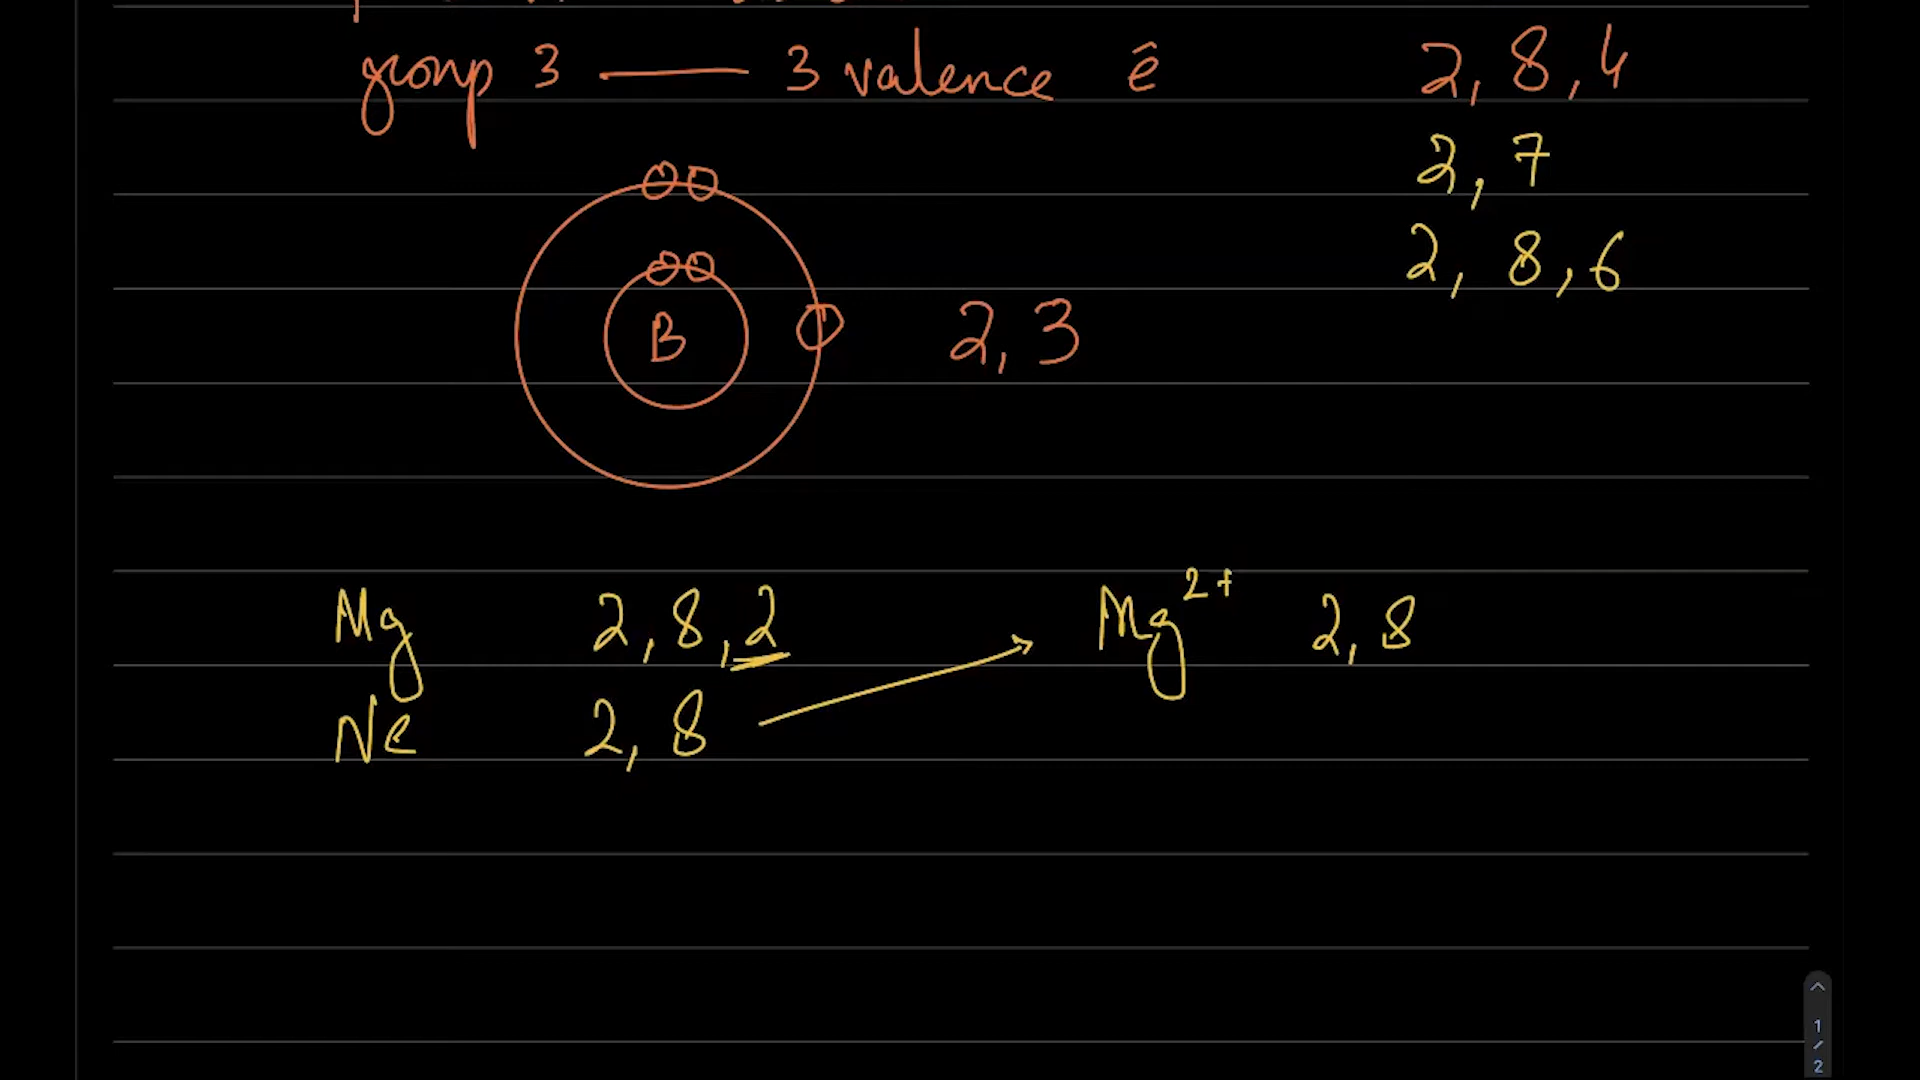 group 3 —— 3 valence ē
2, 8, 4
2, 7
2, 8, 6
B
2, 3
Mg 2, 8, 2
Mg²⁺ 2, 8
Ne 2, 8
1
/
2